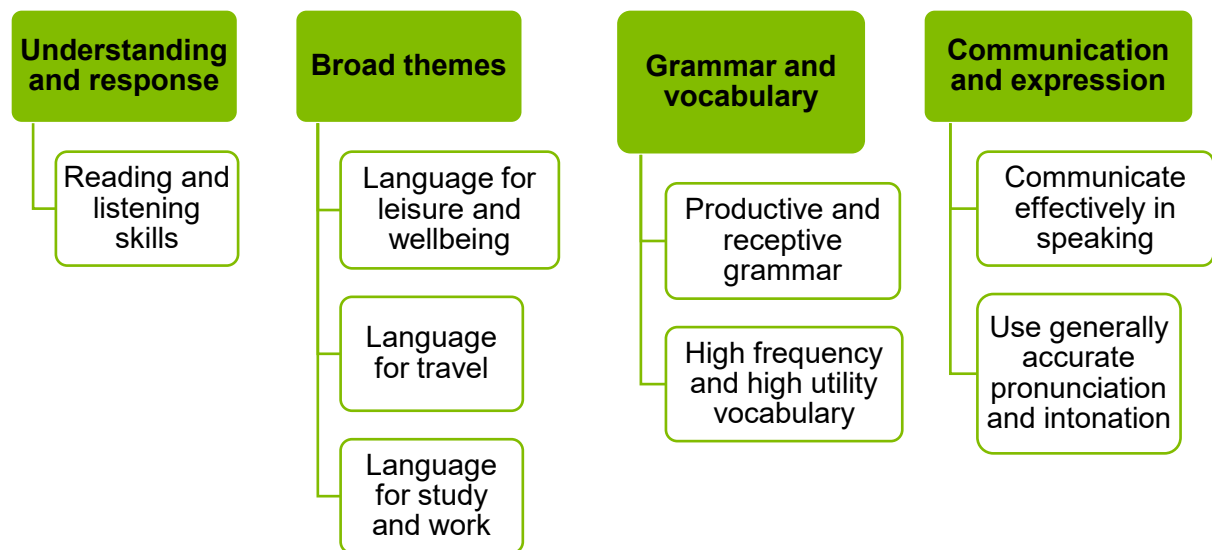 Understanding
and response
Reading and
listening
skills
Broad themes
Language for
leisure and
wellbeing
Language
for travel
Language
for study
and work
Grammar and
vocabulary
Productive and
receptive
grammar
High frequency
and high utility
vocabulary
Communication
and expression
Communicate
effectively in
speaking
Use generally
accurate
pronunciation
and intonation